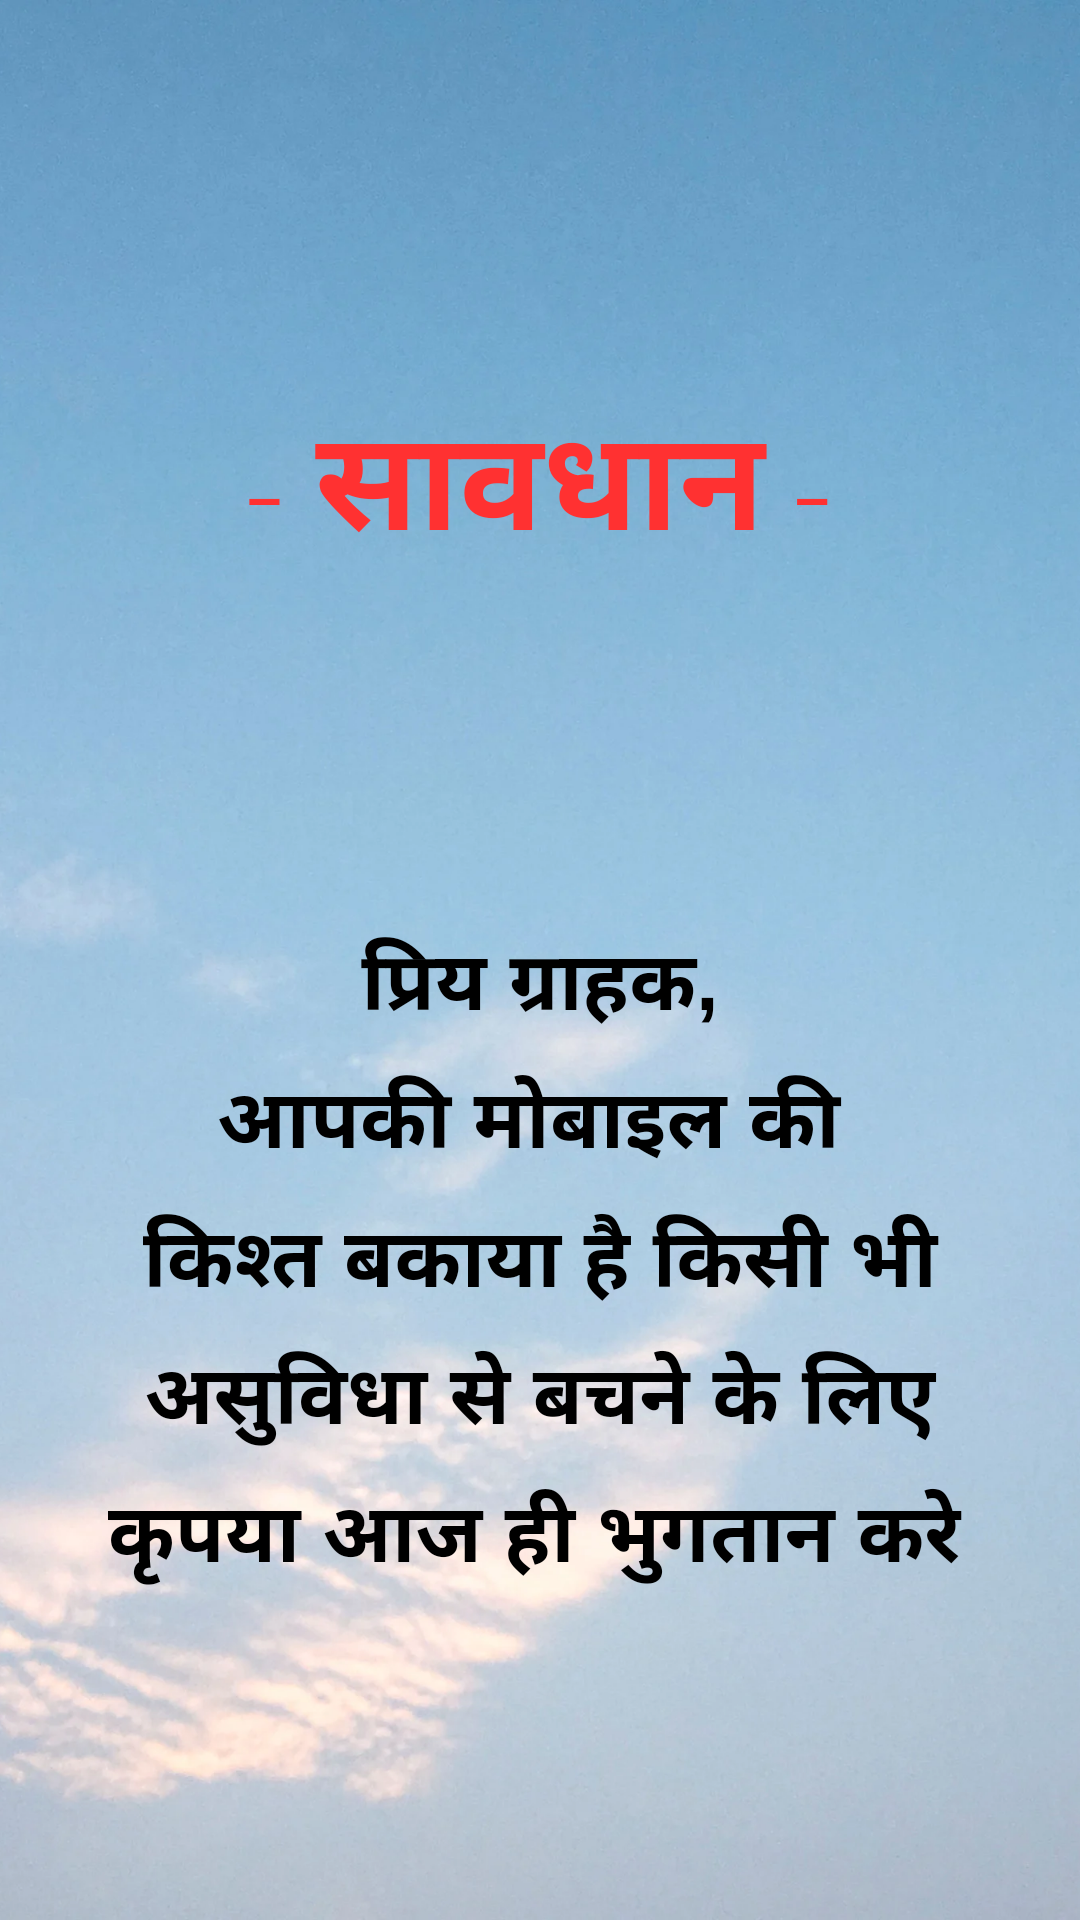 - सावधान -
प्रिय ग्राहक,
आपकी मोबाइल की
किश्त बकाया है किसी भी
असुविधा से बचने के लिए
कृपया आज ही भुगतान करे